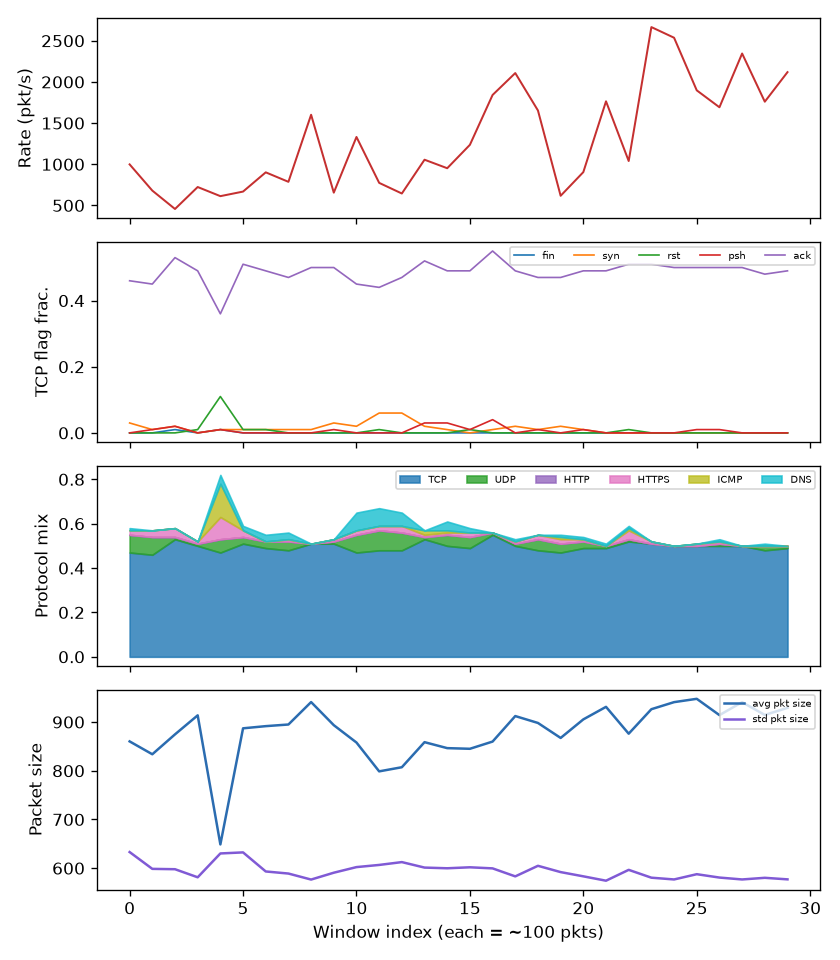 Rate (pkt/s)
2500
2000
1500
1000
500
TCP flag frac.
0.4
0.2
0.0
fin syn rst psh ack
Protocol mix
0.8
0.6
0.4
0.2
0.0
TCP UDP HTTP HTTPS ICMP DNS
Packet size
900
800
700
600
avg pkt size
std pkt size
0 5 10 15 20 25 30
Window index (each = ~100 pkts)